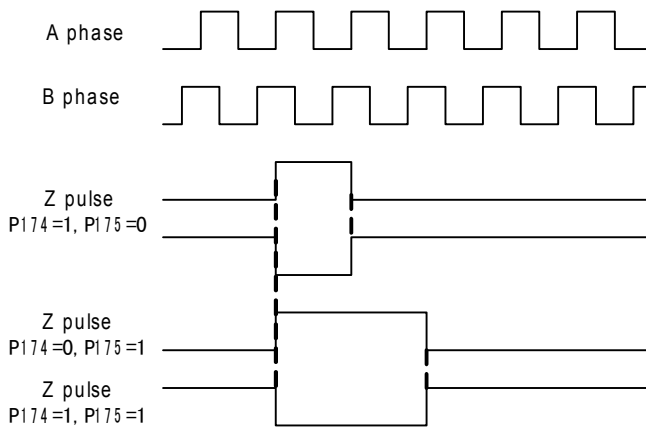 A phase
B phase
Z pulse
P174=1, P175=0
Z pulse
P174=0, P175=1
Z pulse
P174=1, P175=1